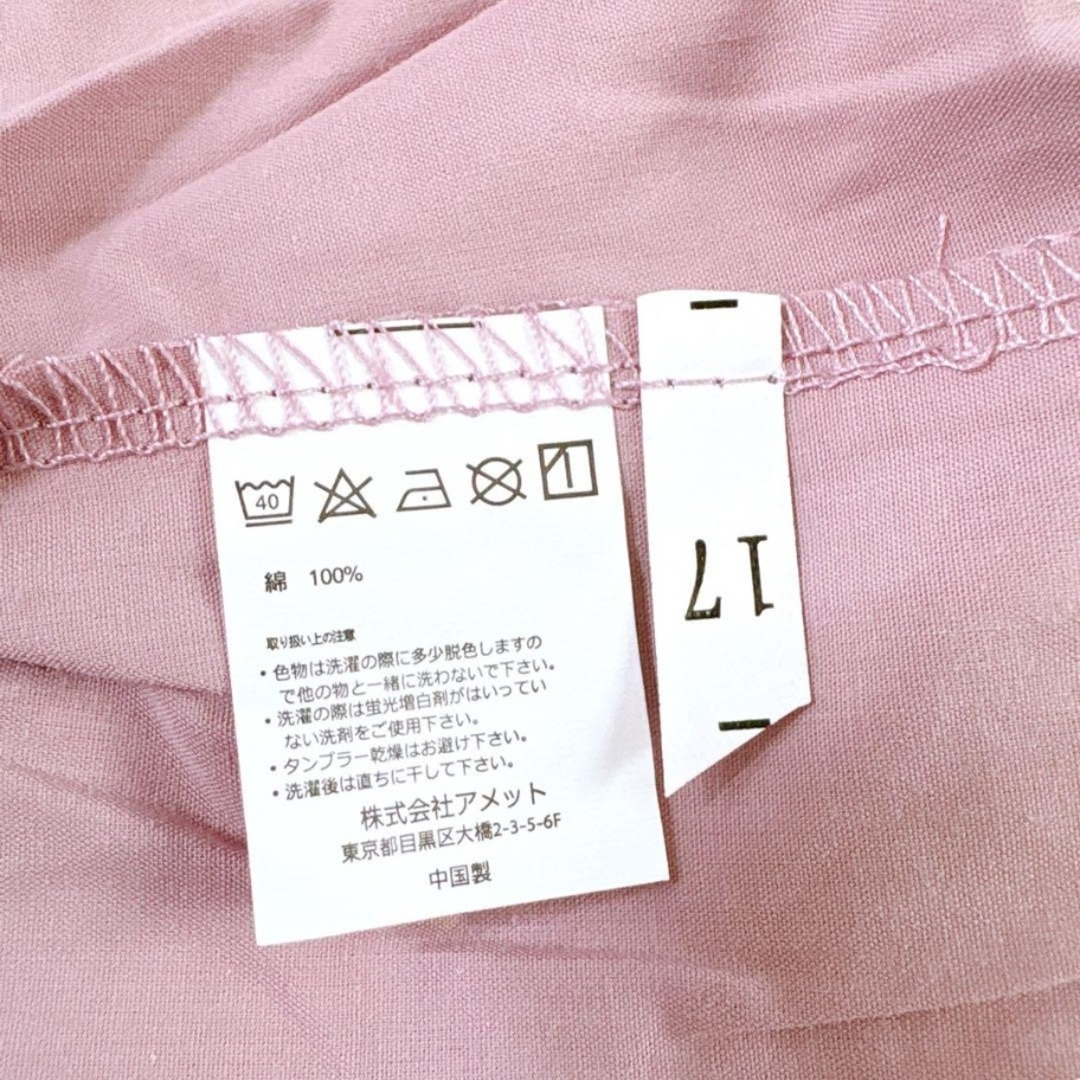 40
綿 100%
取り扱い上の注意
・色物は洗濯の際に多少脱色しますの
で他の物と一緒に洗わないで下さい。
・洗濯の際は蛍光増白剤がはいってい
ない洗剤をご使用下さい。
・タンブラー乾燥はお避け下さい。
・洗濯後は直ちに干して下さい。
株式会社アメット
東京都目黒区大橋2-3-5-6F
中国製
17